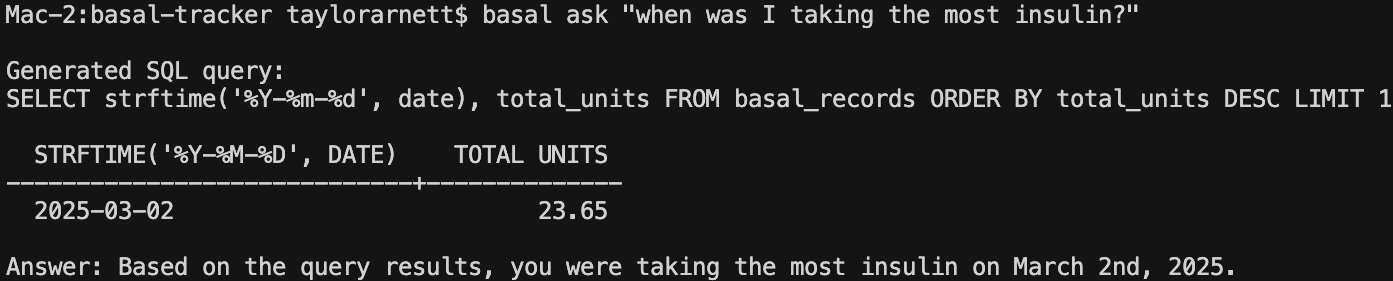 Mac-2:basal-tracker taylorarnett$ basal ask "when was I taking the most insulin?"
Generated SQL query:
SELECT strftime('%Y-%m-%d', date), total_units FROM basal_records ORDER BY total_units DESC LIMIT 1
STRFTIME('%Y-%M-%D', DATE) TOTAL UNITS
-----------------------------+--------------
2025-03-02 23.65
Answer: Based on the query results, you were taking the most insulin on March 2nd, 2025.